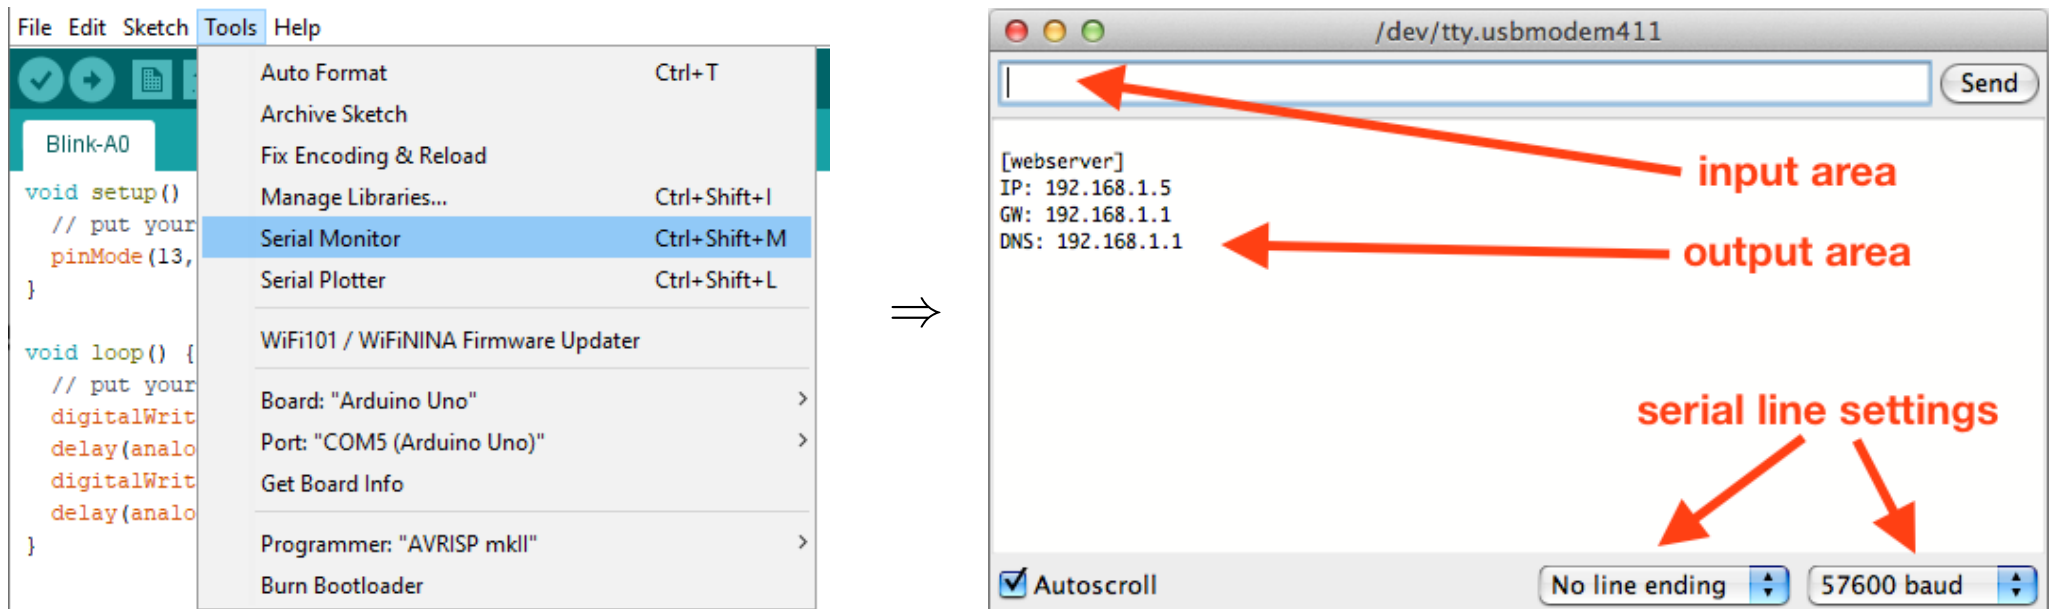 File Edit Sketch Tools Help
Blink-A0
void setup()
// put your
pinMode(13,
}
void loop() {
// put your
digitalWrit
delay(analo
digitalWrit
delay(analo
}
Auto Format Ctrl+T
Archive Sketch
Fix Encoding & Reload
Manage Libraries... Ctrl+Shift+I
Serial Monitor Ctrl+Shift+M
Serial Plotter Ctrl+Shift+L
WiFi101 / WiFiNINA Firmware Updater
Board: "Arduino Uno" >
Port: "COM5 (Arduino Uno)" >
Get Board Info
Programmer: "AVRISP mkII" >
Burn Bootloader
⇒
/dev/tty.usbmodem411
Send
[webserver]
IP: 192.168.1.5
GW: 192.168.1.1
DNS: 192.168.1.1
input area
output area
serial line settings
Autoscroll
No line ending
57600 baud